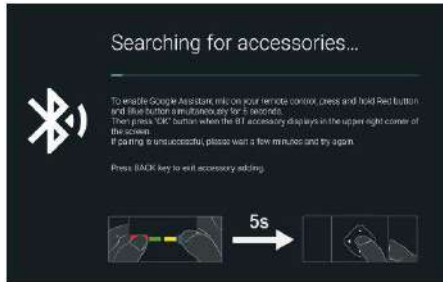 Searching for accessories...
To enable Google Assistant mic on your remote control, press and hold Red button
and Blue button simultaneously for 5 seconds.
Then press "OK" button when the BT accessory displays in the upper right corner of
the screen.
If pairing is unsuccessful, please wait a few minutes and try again.
Press BACK key to exit accessory adding.
5s